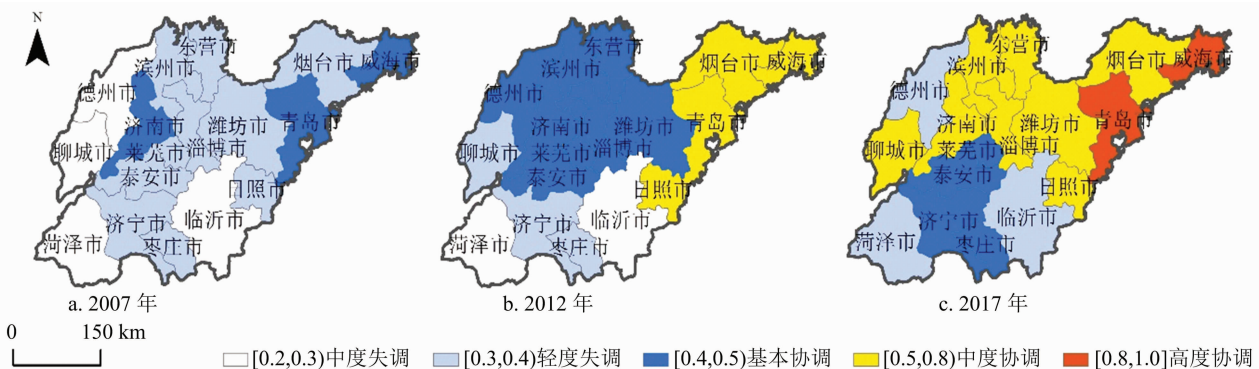 N
东营市
滨州市
烟台市
威海市
德州市
济南市
潍坊市
青岛市
聊城市
莱芜市
淄博市
泰安市
日照市
济宁市
临沂市
菏泽市
枣庄市
a. 2007 年
东营市
滨州市
烟台市
威海市
德州市
济南市
潍坊市
青岛市
聊城市
莱芜市
淄博市
泰安市
日照市
济宁市
临沂市
菏泽市
枣庄市
b. 2012 年
东营市
滨州市
烟台市
威海市
德州市
济南市
潍坊市
青岛市
聊城市
莱芜市
淄博市
泰安市
日照市
济宁市
临沂市
菏泽市
枣庄市
c. 2017 年
0 150 km
[0.2,0.3)中度失调
[0.3,0.4)轻度失调
[0.4,0.5)基本协调
[0.5,0.8)中度协调
[0.8,1.0]高度协调